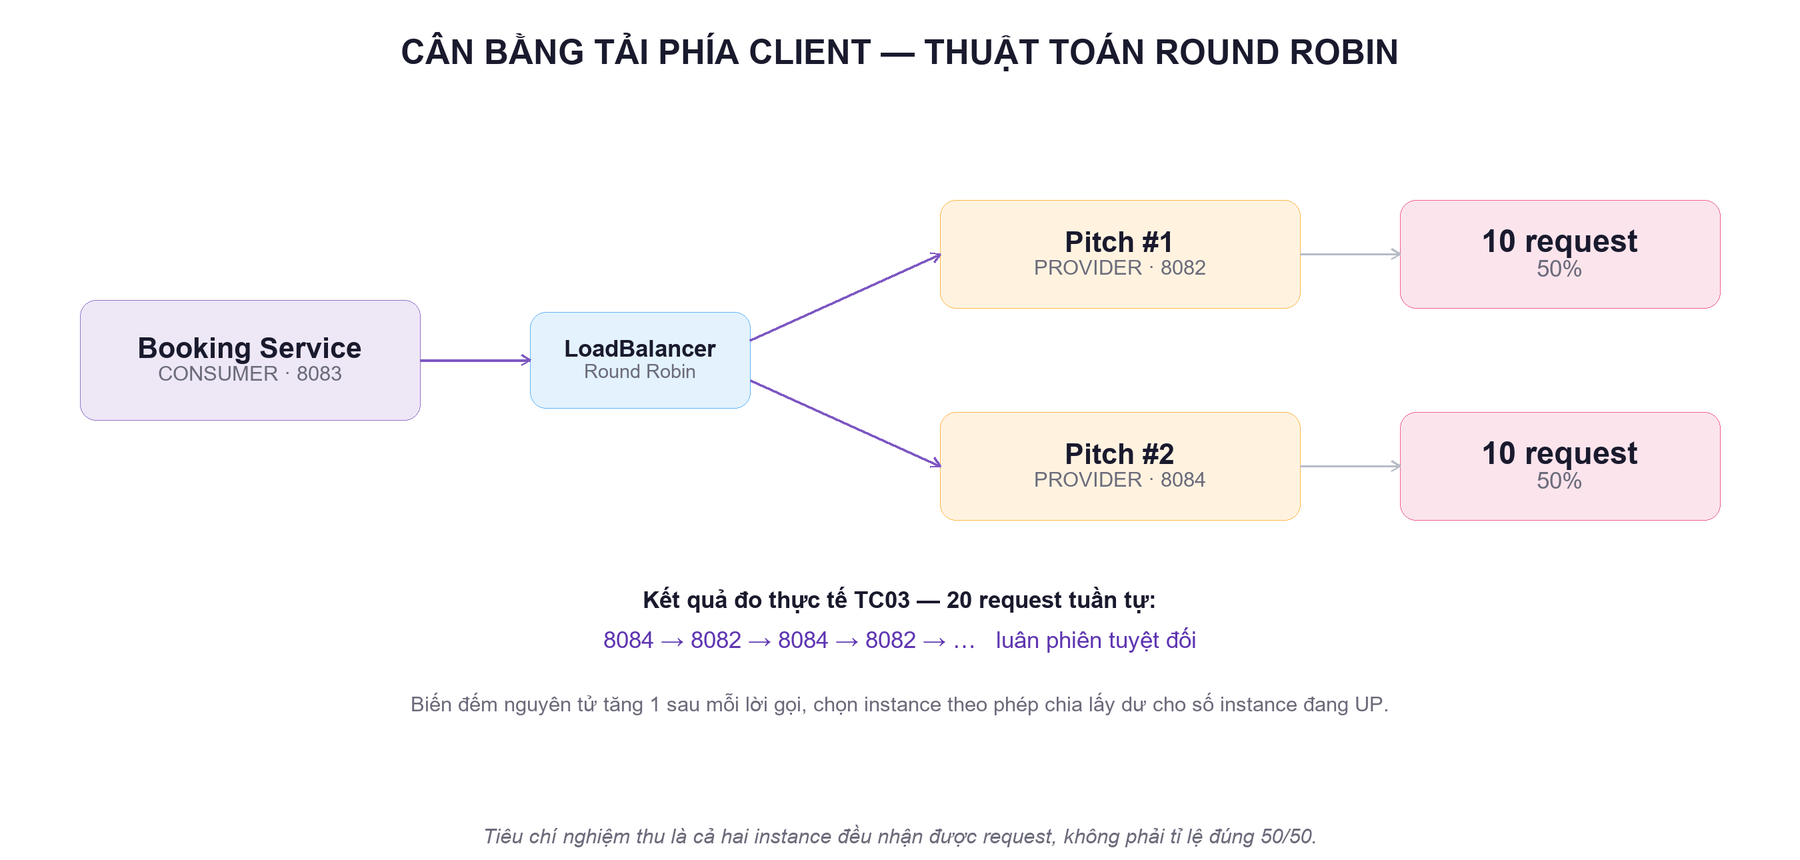 CÂN BẰNG TẢI PHÍA CLIENT — THUẬT TOÁN ROUND ROBIN
Booking Service
CONSUMER · 8083
LoadBalancer
Round Robin
Pitch #1
PROVIDER · 8082
10 request
50%
Pitch #2
PROVIDER · 8084
10 request
50%
Kết quả đo thực tế TC03 — 20 request tuần tự:
8084 → 8082 → 8084 → 8082 → … luân phiên tuyệt đối
Biến đếm nguyên tử tăng 1 sau mỗi lời gọi, chọn instance theo phép chia lấy dư cho số instance đang UP.
Tiêu chí nghiệm thu là cả hai instance đều nhận được request, không phải tỉ lệ đúng 50/50.